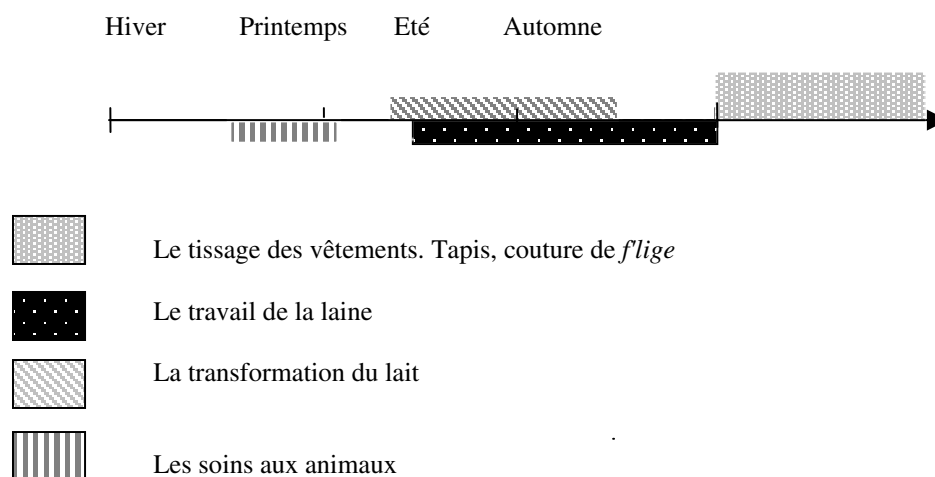 Hiver Printemps Eté Automne
Le tissage des vêtements. Tapis, couture de f'lige
Le travail de la laine
La transformation du lait
Les soins aux animaux